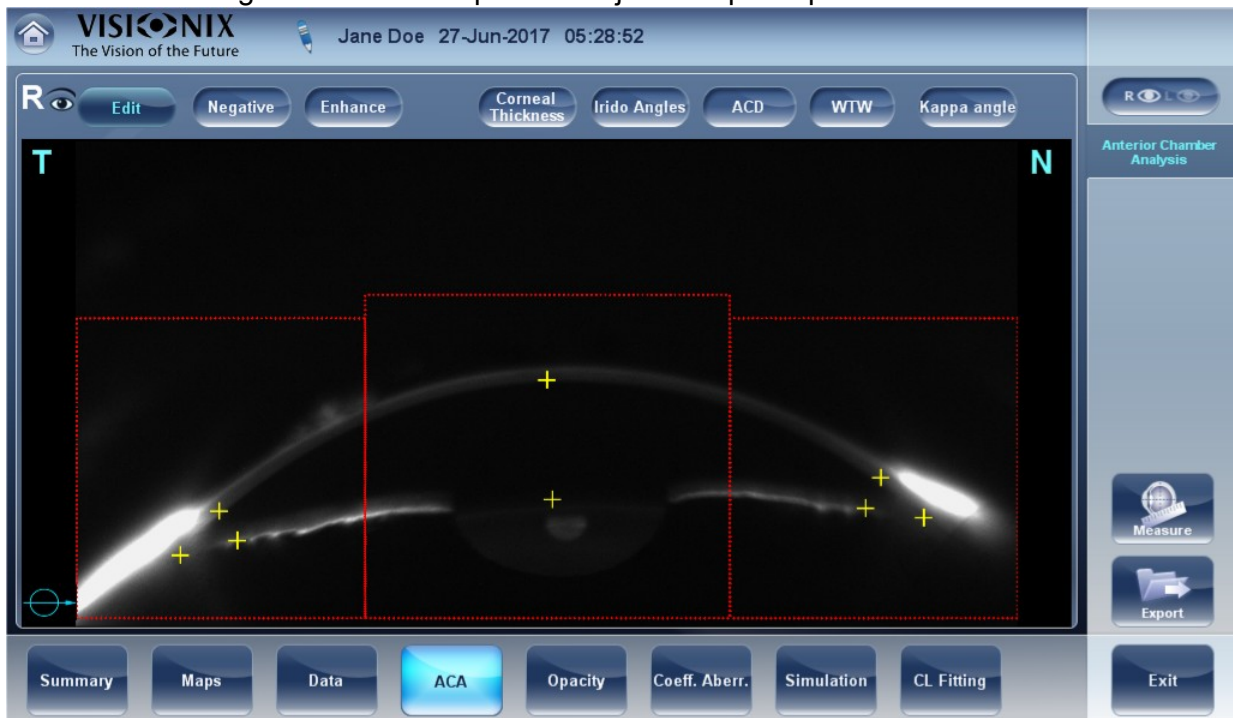 VISIONIX
The Vision of the Future
Jane Doe 27-Jun-2017 05:28:52
R
Edit
Negative
Enhance
Corneal
Thickness
Irido Angles
ACD
WTW
Kappa angle
R
L
Anterior Chamber
Analysis
T
N
Measure
Export
Summary
Maps
Data
ACA
Opacity
Coeff. Aberr.
Simulation
CL Fitting
Exit